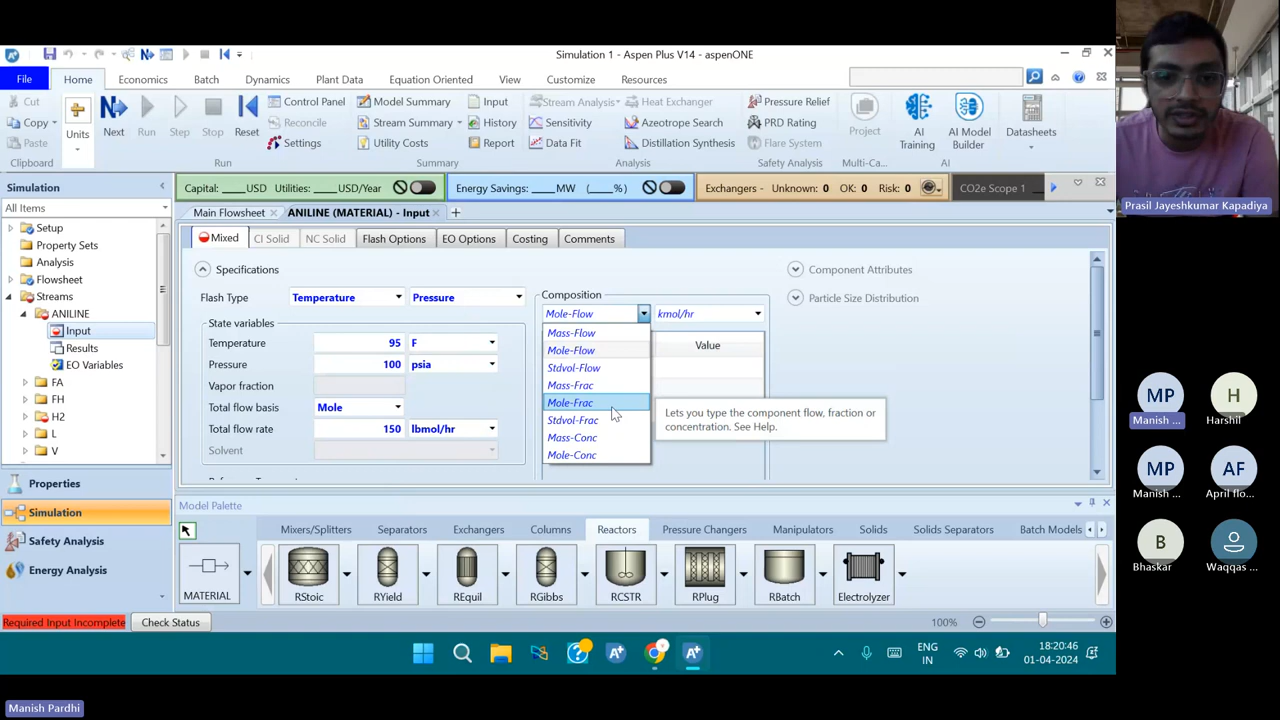 Simulation 1 - Aspen Plus V14 - aspenONE
File
Home
Economics
Batch
Dynamics
Plant Data
Equation Oriented
View
Customize
Resources
Cut
Copy
Paste
Clipboard
Units
Next
Run
Step
Stop
Reset
Control Panel
Reconcile
Settings
Run
Model Summary
Stream Summary
Utility Costs
Input
History
Report
Summary
Stream Analysis
Sensitivity
Data Fit
Heat Exchanger
Azeotrope Search
Distillation Synthesis
Analysis
Pressure Relief
PRD Rating
Flare System
Safety Analysis
Project
Multi-Ca...
AI Training
AI Model Builder
AI
Datasheets
Simulation
All Items
Capital: ____USD Utilities: ____USD/Year
Energy Savings: ____MW (____%)
Exchangers - Unknown: 0 OK: 0 Risk: 0
CO2e Scope 1
Main Flowsheet
ANILINE (MATERIAL) - Input
Setup
Property Sets
Analysis
Flowsheet
Streams
ANILINE
Input
Results
EO Variables
FA
FH
H2
L
V
Properties
Simulation
Safety Analysis
Energy Analysis
Mixed
CI Solid
NC Solid
Flash Options
EO Options
Costing
Comments
Specifications
Flash Type
Temperature
Pressure
State variables
Temperature 95 F
Pressure 100 psia
Vapor fraction
Total flow basis Mole
Total flow rate 150 lbmol/hr
Solvent
Composition
Mole-Flow
kmol/hr
Value
Mass-Flow
Mole-Flow
Stdvol-Flow
Mass-Frac
Mole-Frac
Stdvol-Frac
Mass-Conc
Mole-Conc
Lets you type the component flow, fraction or
concentration. See Help.
Component Attributes
Particle Size Distribution
Model Palette
Mixers/Splitters
Separators
Exchangers
Columns
Reactors
Pressure Changers
Manipulators
Solids
Solids Separators
Batch Models
MATERIAL
RStoic
RYield
REquil
RGibbs
RCSTR
RPlug
RBatch
Electrolyzer
Required Input Incomplete
Check Status
100%
ENG
IN
18:20:46
01-04-2024
Prasil Jayeshkumar Kapadiya
MP
Manish ...
H
Harshil
MP
Manish ...
AF
April flo...
B
Bhaskar
Waqqas ...
Manish Pardhi